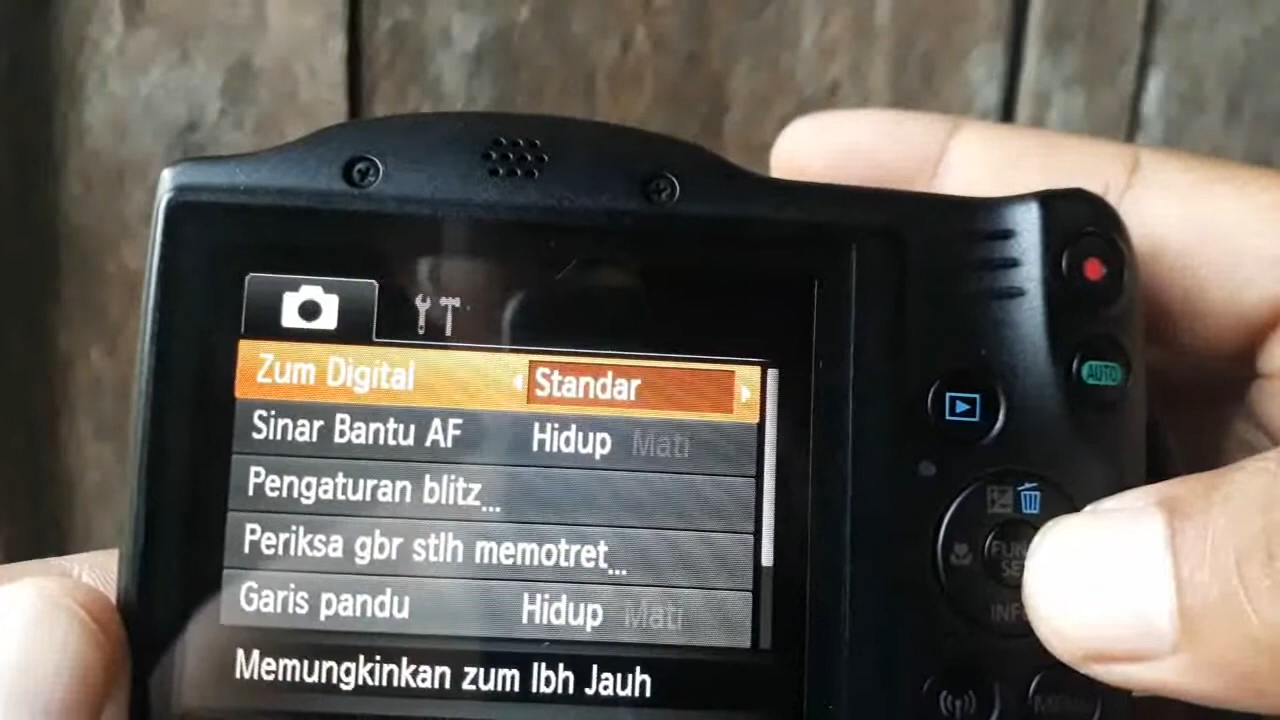 Zum Digital Standar
Sinar Bantu AF Hidup Mati
Pengaturan blitz...
Periksa gbr stlh memotret...
Garis pandu Hidup Mati
Memungkinkan zum lbh Jauh
AUTO
MENU